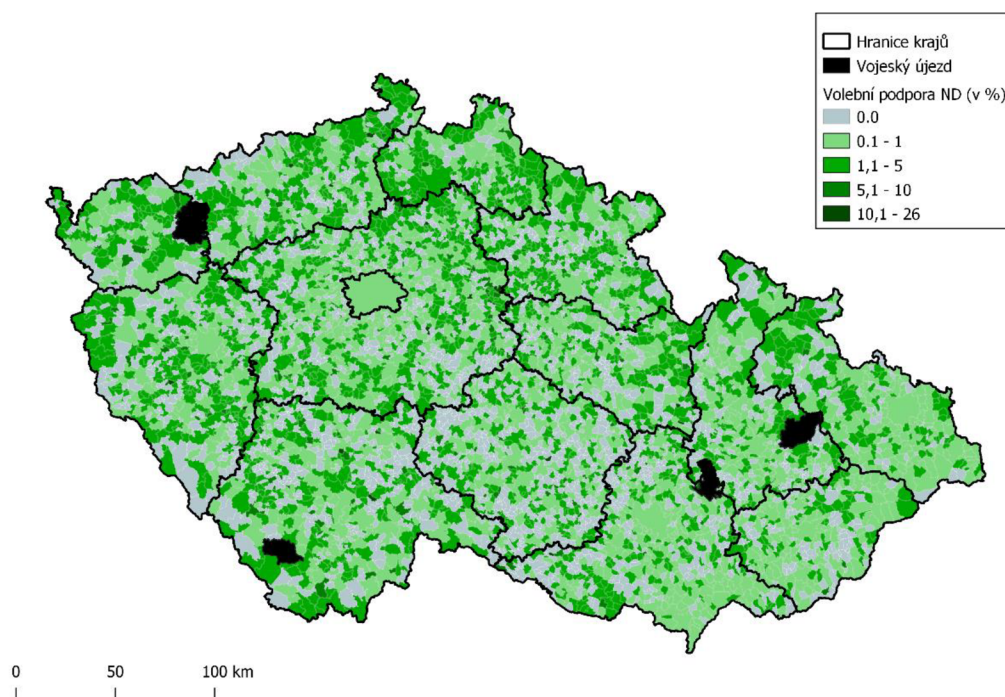 Hranice krajů
Vojeský újezd
Volební podpora ND (v %)
0.0
0.1 - 1
1,1 - 5
5,1 - 10
10,1 - 26
0 50 100 km